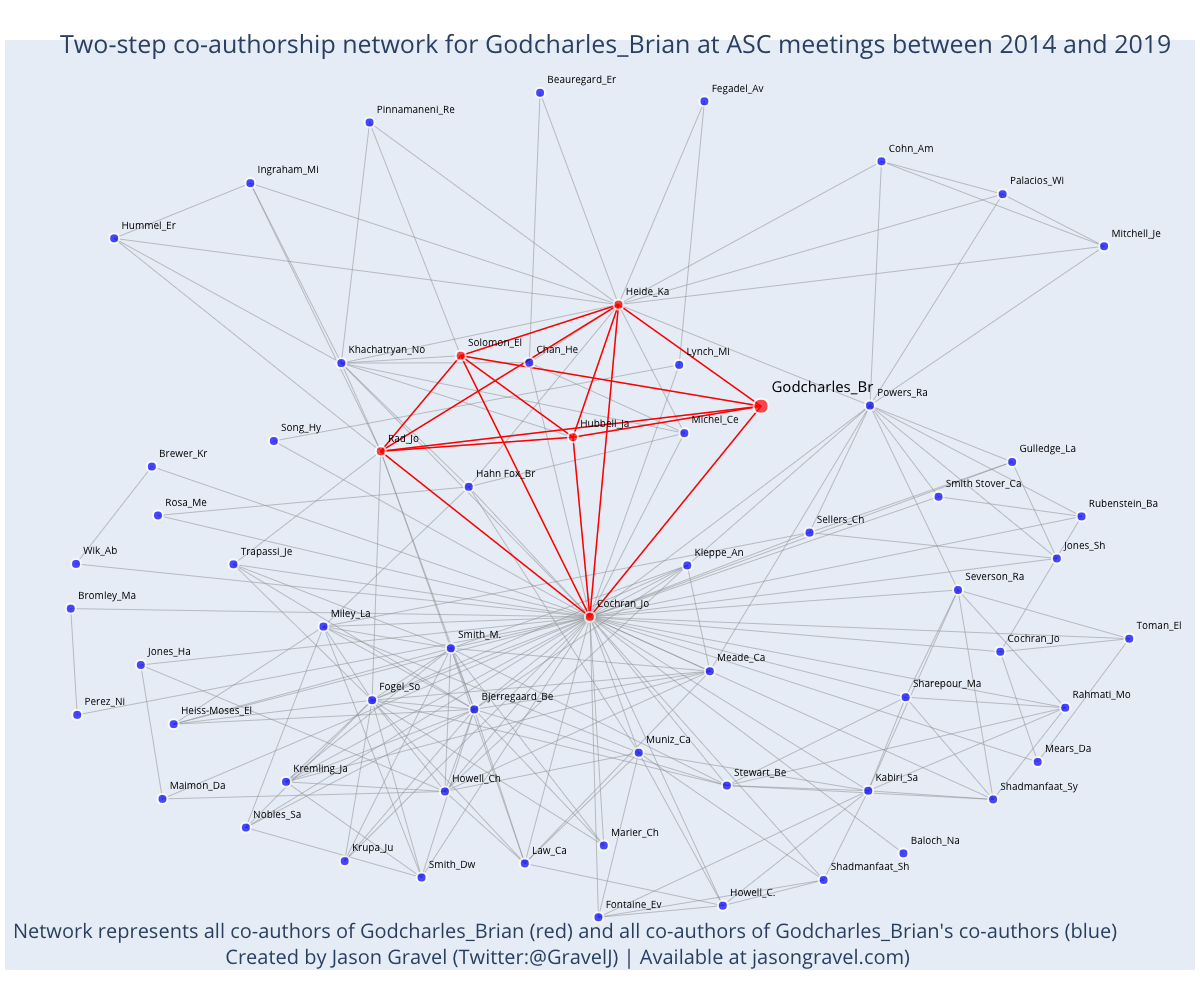 Two-step co-authorship network for Godcharles_Brian at ASC meetings between 2014 and 2019
Beauregard_Er
Fegadel_Av
Pinnamaneni_Re
Cohn_Am
Ingraham_Mi
Palacios_Wi
Hummel_Er
Mitchell_Je
Heide_Ka
Solomon_El
Khachatryan_No
Chan_He
Lynch_Mi
Godcharles_Br
Powers_Ra
Michel_Ce
Hubbell_Ja
Song_Hy
Rad_Jo
Gulledge_La
Brewer_Kr
Hahn Fox_Br
Smith Stover_Ca
Rosa_Me
Rubenstein_Ba
Sellers_Ch
Jones_Sh
Wik_Ab
Trapassi_Je
Kleppe_An
Severson_Ra
Bromley_Ma
Cochran_Jo
Miley_La
Toman_El
Smith_M.
Cochran_Jo
Jones_Ha
Meade_Ca
Sharepour_Ma
Fogel_So
Bjerregaard_Be
Rahmati_Mo
Perez_Ni
Heiss-Moses_El
Muniz_Ca
Mears_Da
Kremling_Ja
Stewart_Be
Howell_Ch
Kabiri_Sa
Maimon_Da
Shadmanfaat_Sy
Nobles_Sa
Marier_Ch
Baloch_Na
Krupa_Ju
Law_Ca
Smith_Dw
Shadmanfaat_Sh
Howell_C.
Fontaine_Ev
Network represents all co-authors of Godcharles_Brian (red) and all co-authors of Godcharles_Brian's co-authors (blue)
Created by Jason Gravel (Twitter:@GravelJ) | Available at jasongravel.com)